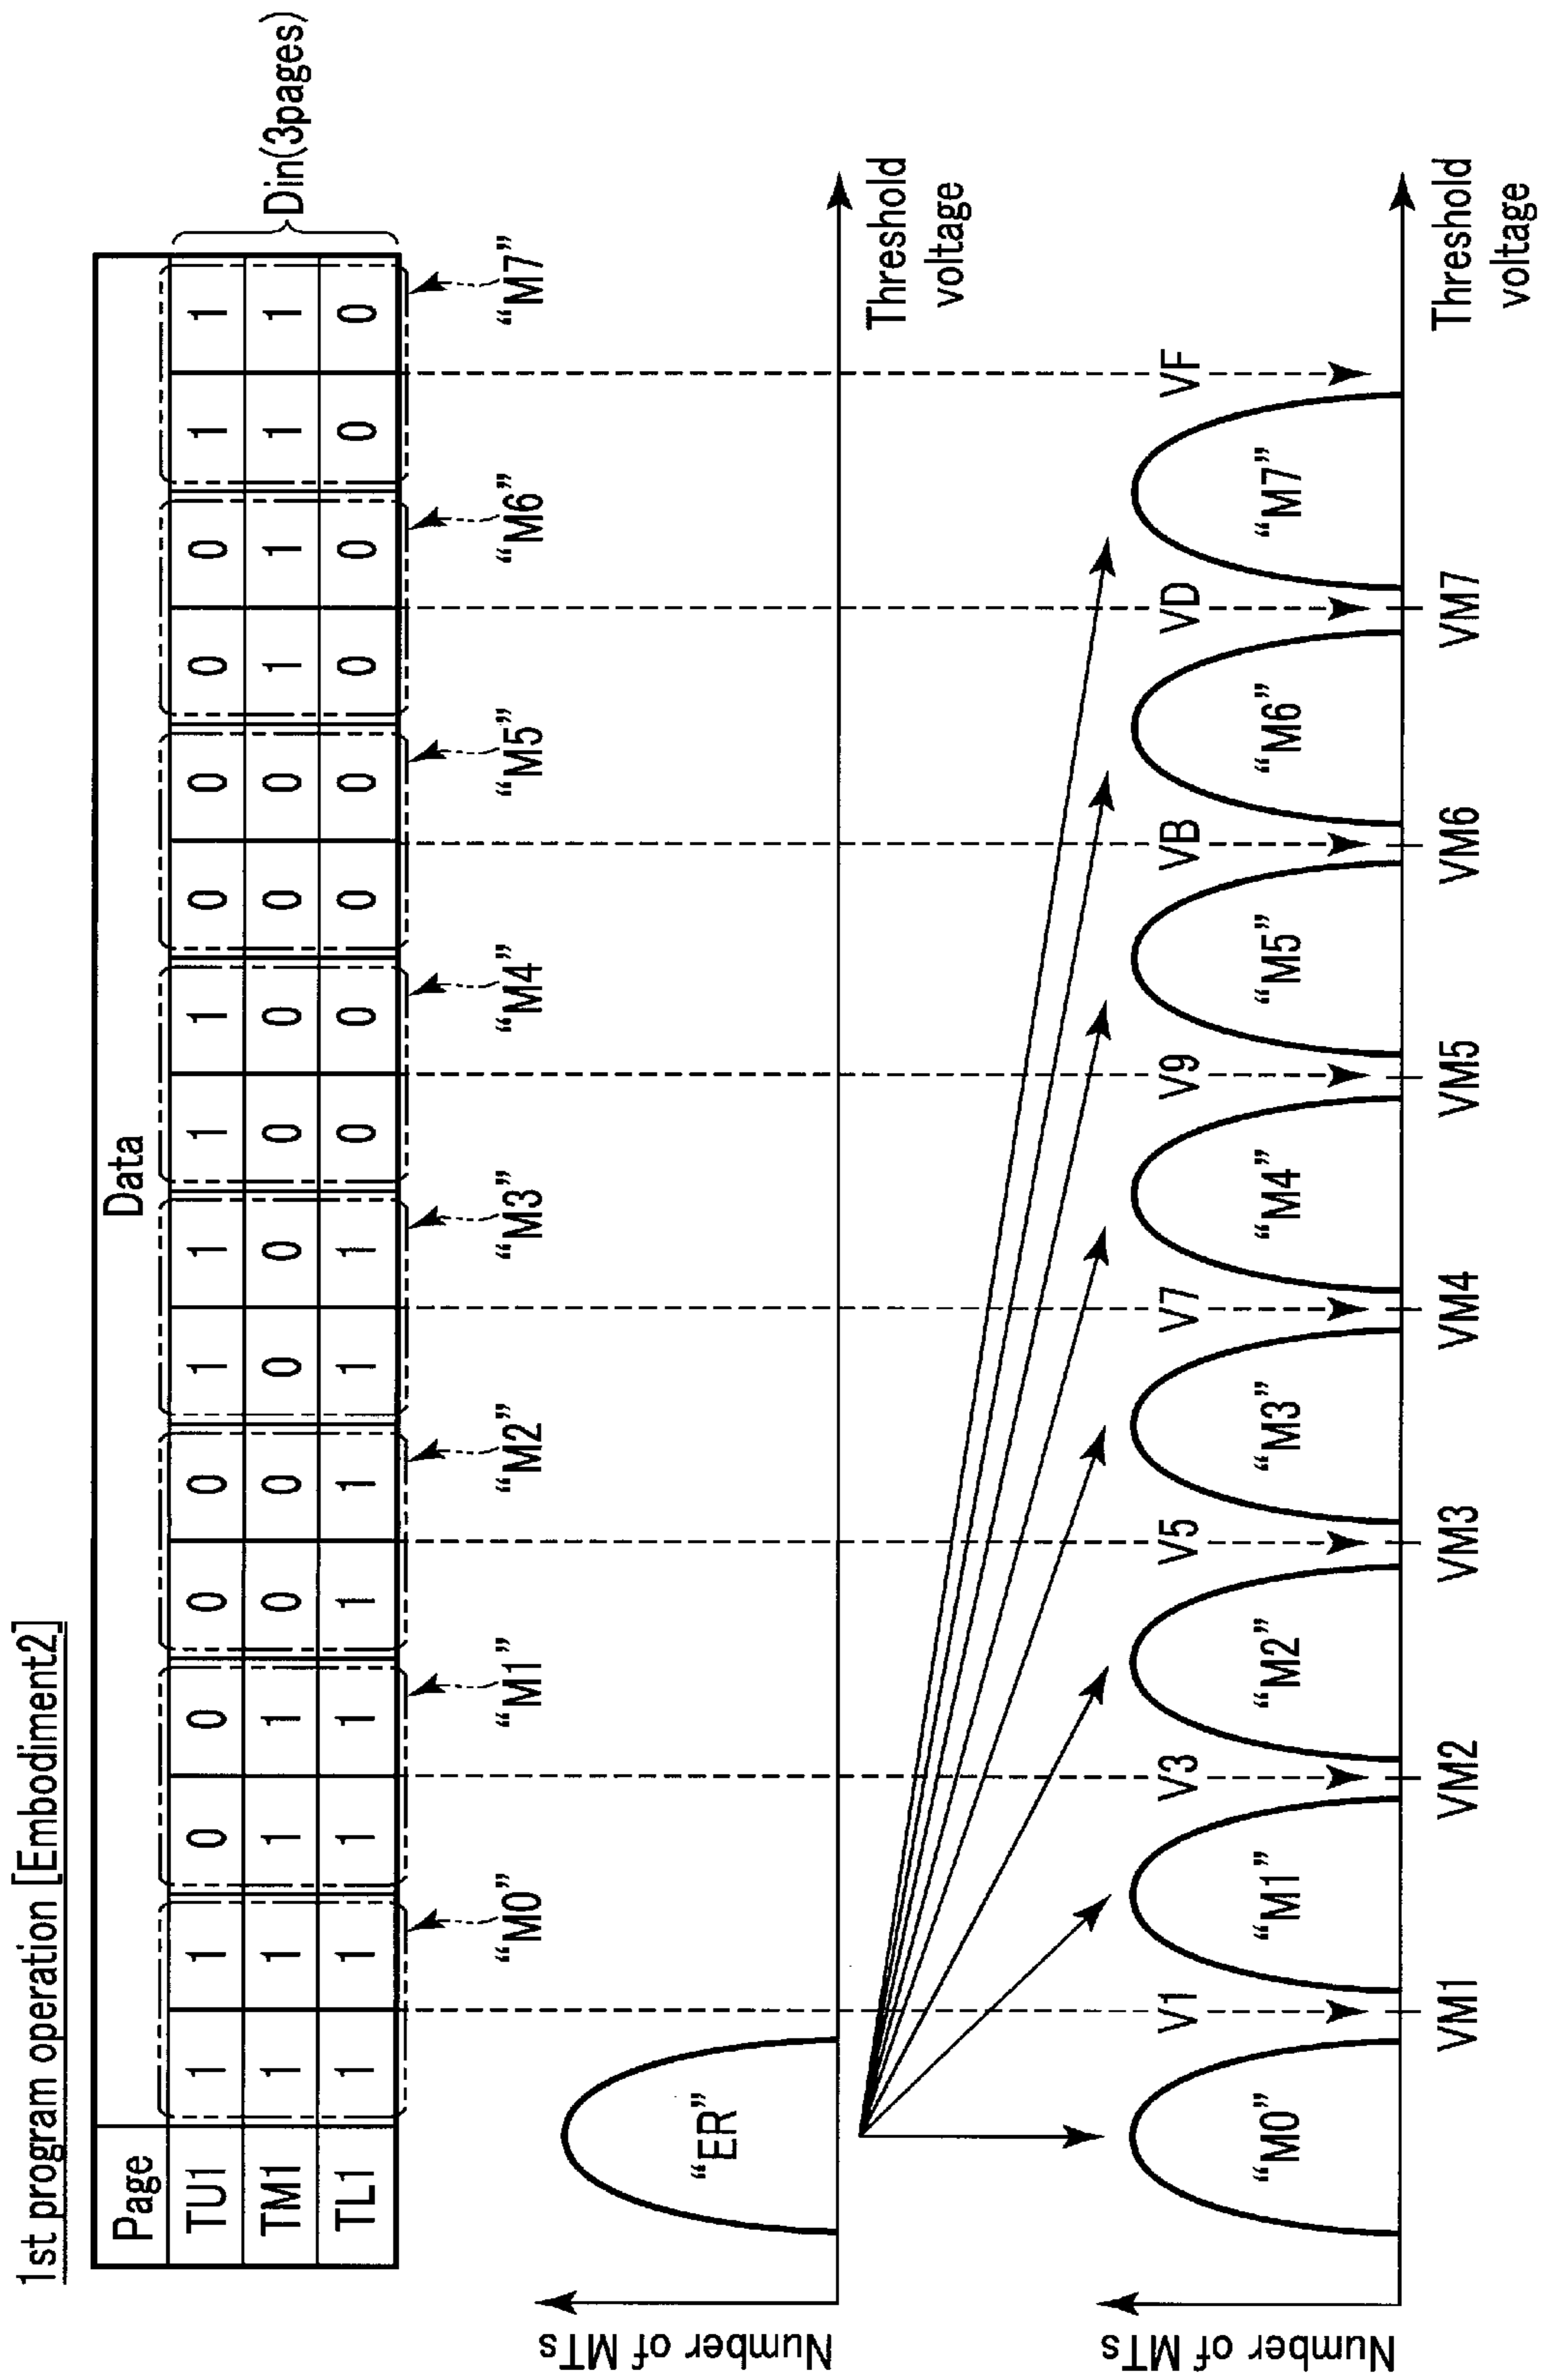 1st program operation [Embodiment2]
Page Data
TU1 1 1 0 0 0 0 1 1 1 1 0 0 0 0 1 1
TM1 1 1 1 1 0 0 0 0 0 0 0 0 1 1 1 1
TL1 1 1 1 1 1 1 1 1 0 0 0 0 0 0 0 0
Din(3pages)
“M0” “M1” “M2” “M3” “M4” “M5” “M6” “M7”
Number of MTs
“ER”
Threshold
voltage
Number of MTs
V1 V3 V5 V7 V9 VB VD VF
“M0” “M1” “M2” “M3” “M4” “M5” “M6” “M7”
VM1 VM2 VM3 VM4 VM5 VM6 VM7
Threshold
voltage